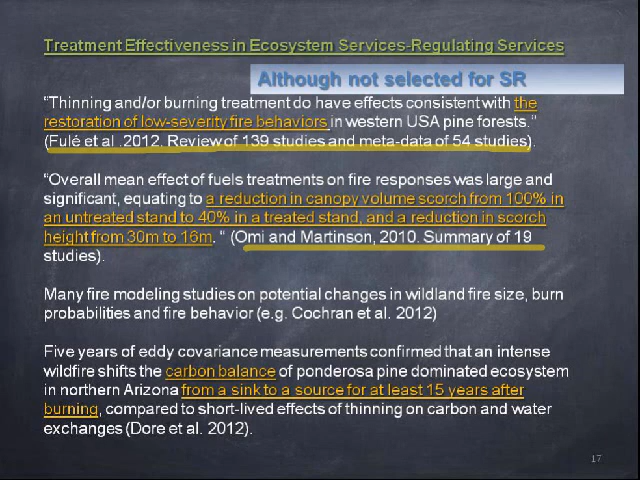 Treatment Effectiveness in Ecosystem Services-Regulating Services
Although not selected for SR
"Thinning and/or burning treatment do have effects consistent with the
restoration of low-severity fire behaviors in western USA pine forests."
(Fulé et al .2012. Review of 139 studies and meta-data of 54 studies).
"Overall mean effect of fuels treatments on fire responses was large and
significant, equating to a reduction in canopy volume scorch from 100% in
an untreated stand to 40% in a treated stand, and a reduction in scorch
height from 30m to 16m. " (Omi and Martinson, 2010. Summary of 19
studies).
Many fire modeling studies on potential changes in wildland fire size, burn
probabilities and fire behavior (e.g. Cochran et al. 2012)
Five years of eddy covariance measurements confirmed that an intense
wildfire shifts the carbon balance of ponderosa pine dominated ecosystem
in northern Arizona from a sink to a source for at least 15 years after
burning, compared to short-lived effects of thinning on carbon and water
exchanges (Dore et al. 2012).
17